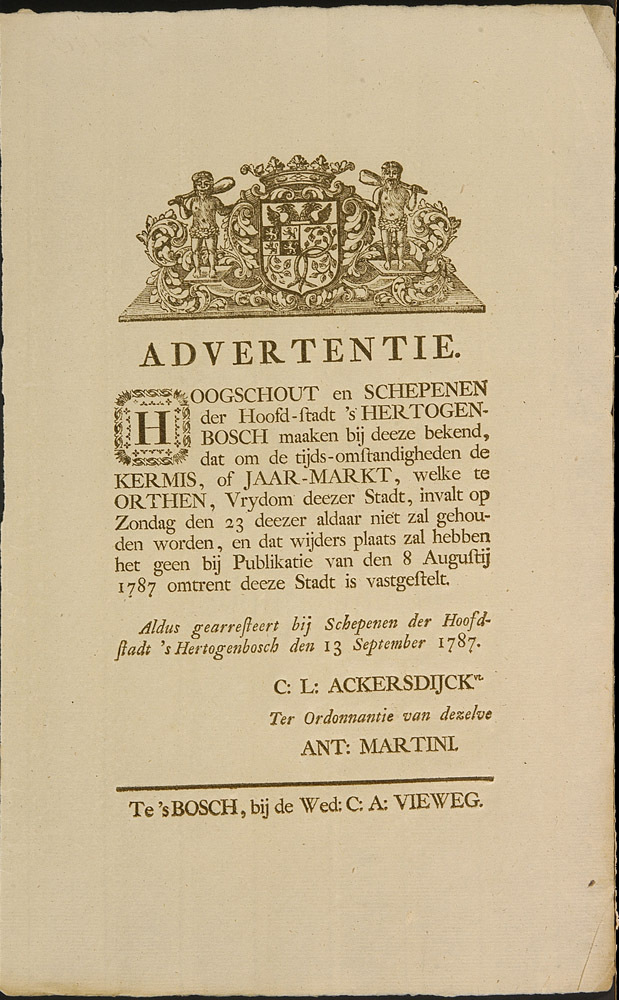 ADVERTENTIE.
HOOGSCHOUT en SCHEPENEN
der Hoofd-ſtadt 's HERTOGEN-
BOSCH maaken bij deeze bekend,
dat om de tijds-omſtandigheden de
KERMIS, of JAAR-MARKT, welke te
ORTHEN, Vrydom deezer Stadt, invalt op
Zondag den 23 deezer aldaar niet zal gehou-
den worden, en dat wijders plaats zal hebben
het geen bij Publikatie van den 8 Auguſtij
1787 omtrent deeze Stadt is vastgeſtelt.
Aldus gearreſteert bij Schepenen der Hoofd-
ſtadt 's Hertogenbosch den 13 September 1787.
C: L: ACKERSDIJCK
Ter Ordonnantie van dezelve
ANT: MARTINI.
Te 's BOSCH, bij de Wed: C: A: VIEWEG.